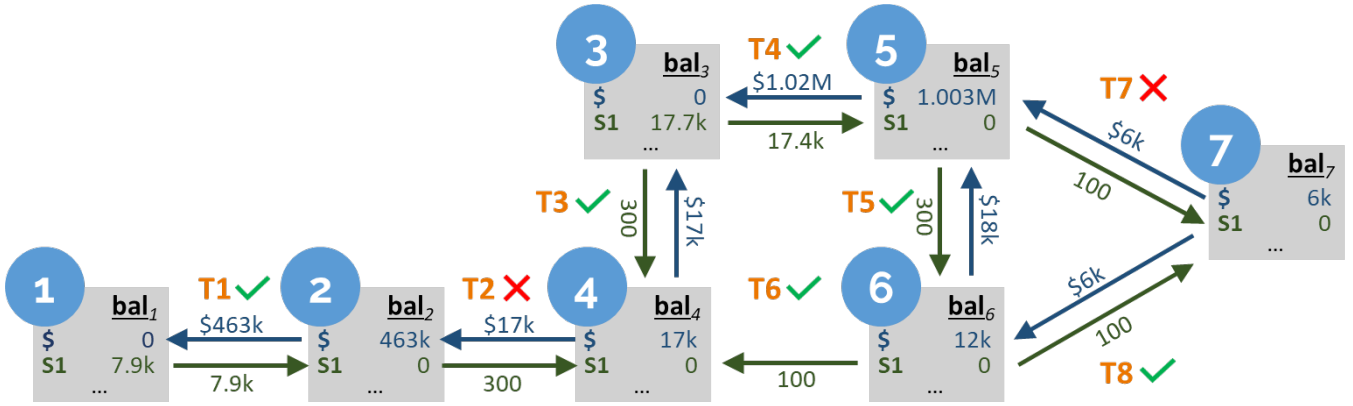 3
bal3
$ 0
S1 17.7k
...
T4
$1.02M
17.4k
5
bal5
$ 1.003M
S1 0
...
T7
$6k
100
7
bal7
$ 6k
S1 0
...
T3
300
$17k
T5
300
$18k
1
bal1
$ 0
S1 7.9k
...
T1
$463k
7.9k
2
bal2
$ 463k
S1 0
...
T2
$17k
300
4
bal4
$ 17k
S1 0
...
T6
100
6
bal6
$ 12k
S1 0
...
$6k
100
T8